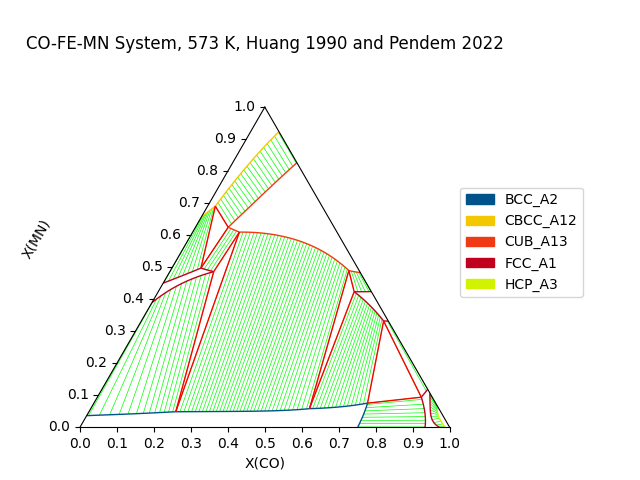 CO-FE-MN System, 573 K, Huang 1990 and Pendem 2022
1.0
0.9
0.8
0.7
0.6
0.5
0.4
0.3
0.2
0.1
0.0
X(MN)
0.0 0.1 0.2 0.3 0.4 0.5 0.6 0.7 0.8 0.9 1.0
X(CO)
BCC_A2
CBCC_A12
CUB_A13
FCC_A1
HCP_A3